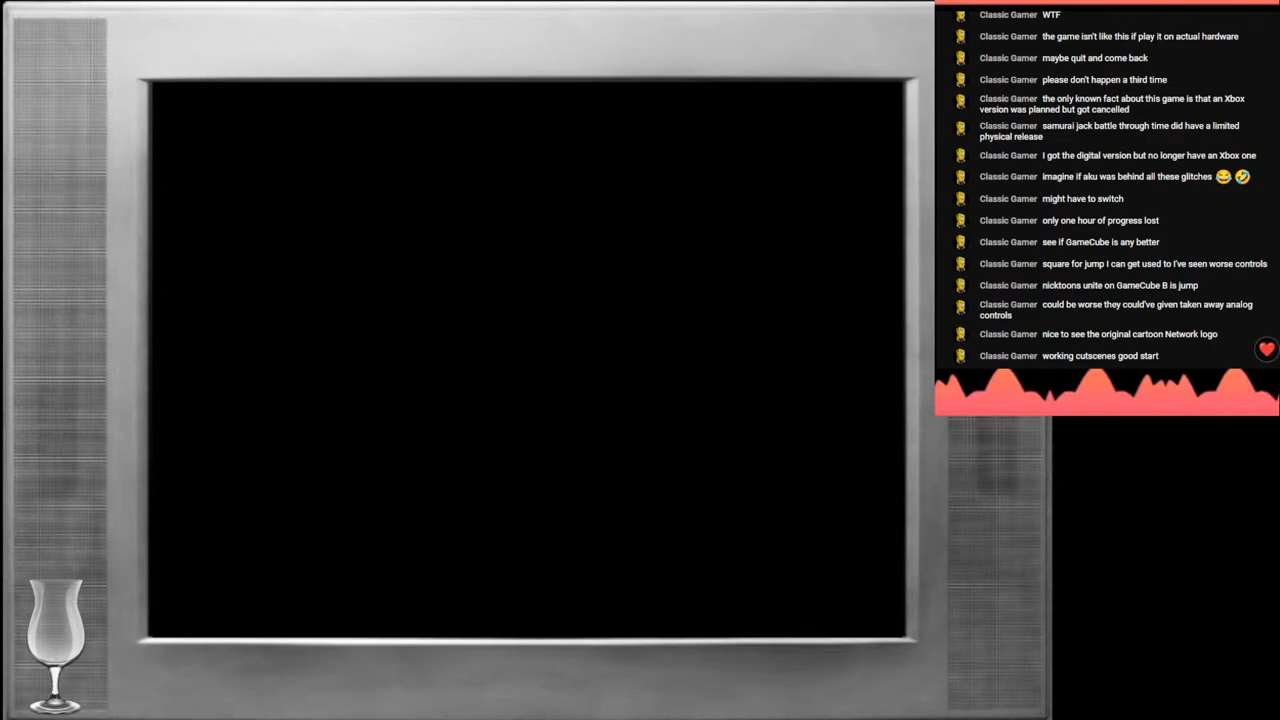 Classic Gamer WTF
Classic Gamer the game isn't like this if play it on actual hardware
Classic Gamer maybe quit and come back
Classic Gamer please don't happen a third time
Classic Gamer the only known fact about this game is that an Xbox
version was planned but got cancelled
Classic Gamer samurai jack battle through time did have a limited
physical release
Classic Gamer I got the digital version but no longer have an Xbox one
Classic Gamer imagine if aku was behind all these glitches 😂 🤣
Classic Gamer might have to switch
Classic Gamer only one hour of progress lost
Classic Gamer see if GameCube is any better
Classic Gamer square for jump I can get used to I've seen worse controls
Classic Gamer nicktoons unite on GameCube B is jump
Classic Gamer could be worse they could've given taken away analog
controls
Classic Gamer nice to see the original cartoon Network logo
Classic Gamer working cutscenes good start